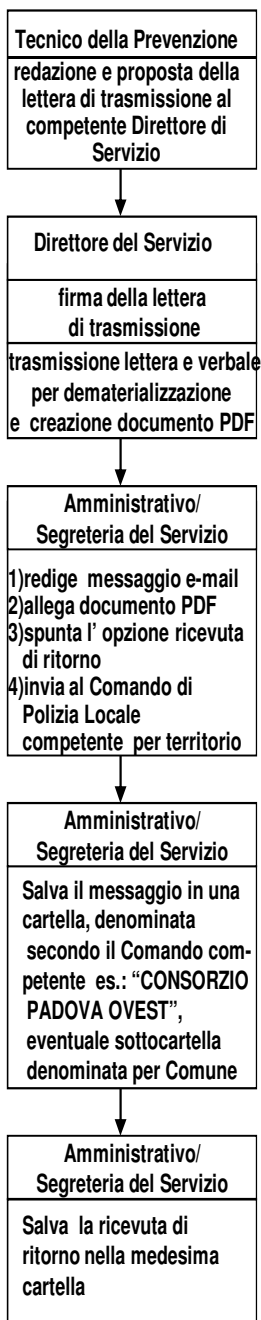 Tecnico della Prevenzione
redazione e proposta della
lettera di trasmissione al
competente Direttore di
Servizio
Direttore del Servizio
firma della lettera
di trasmissione
trasmissione lettera e verbale
per dematerializzazione
e creazione documento PDF
Amministrativo/
Segreteria del Servizio
1)redige messaggio e-mail
2)allega documento PDF
3)spunta l' opzione ricevuta
di ritorno
4)invia al Comando di
Polizia Locale
competente per territorio
Amministrativo/
Segreteria del Servizio
Salva il messaggio in una
cartella, denominata
secondo il Comando com-
petente es.: “CONSORZIO
PADOVA OVEST”,
eventuale sottocartella
denominata per Comune
Amministrativo/
Segreteria del Servizio
Salva la ricevuta di
ritorno nella medesima
cartella